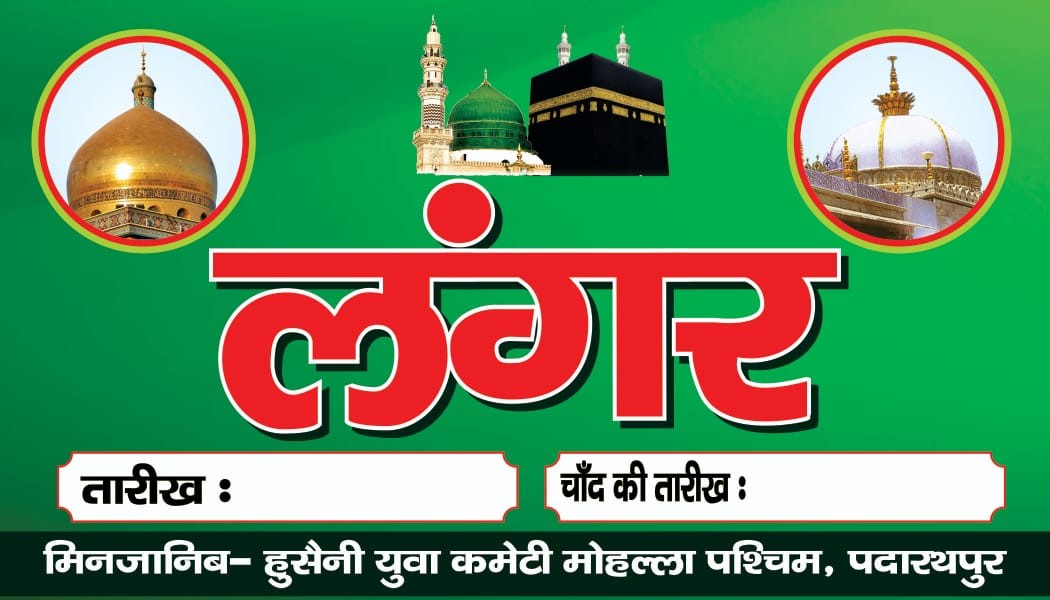 लंगर
तारीख :
चाँद की तारीख :
मिनजानिब- हुसैनी युवा कमेटी मोहल्ला पश्चिम, पदारथपुर